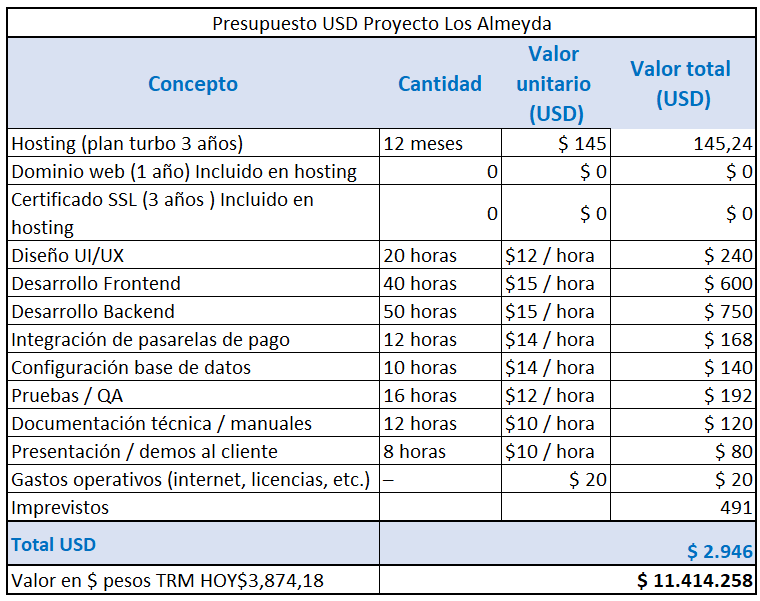 Presupuesto USD Proyecto Los Almeyda
Concepto Cantidad Valor unitario (USD) Valor total (USD)
Hosting (plan turbo 3 años) 12 meses $ 145 145,24
Dominio web (1 año) Incluido en hosting 0 $ 0 $ 0
Certificado SSL (3 años ) Incluido en
hosting 0 $ 0 $ 0
Diseño UI/UX 20 horas $12 / hora $ 240
Desarrollo Frontend 40 horas $15 / hora $ 600
Desarrollo Backend 50 horas $15 / hora $ 750
Integración de pasarelas de pago 12 horas $14 / hora $ 168
Configuración base de datos 10 horas $14 / hora $ 140
Pruebas / QA 16 horas $12 / hora $ 192
Documentación técnica / manuales 12 horas $10 / hora $ 120
Presentación / demos al cliente 8 horas $10 / hora $ 80
Gastos operativos (internet, licencias, etc.) – $ 20 $ 20
Imprevistos 491
Total USD $ 2.946
Valor en $ pesos TRM HOY$3,874,18 $ 11.414.258